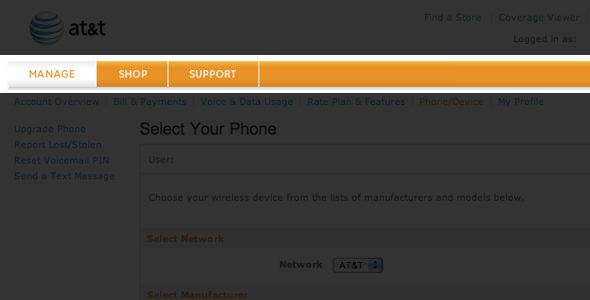 at&t
Find a Store | Coverage Viewer |
Logged in as:
MANAGE SHOP SUPPORT
Account Overview | Bill & Payments | Voice & Data Usage | Rate Plan & Features | Phone/Device | My Profile
Upgrade Phone
Report Lost/Stolen
Reset Voicemail PIN
Send a Text Message
Select Your Phone
User:
Choose your wireless device from the lists of manufacturers and models below.
Select Network
Network AT&T
Select Manufacturer